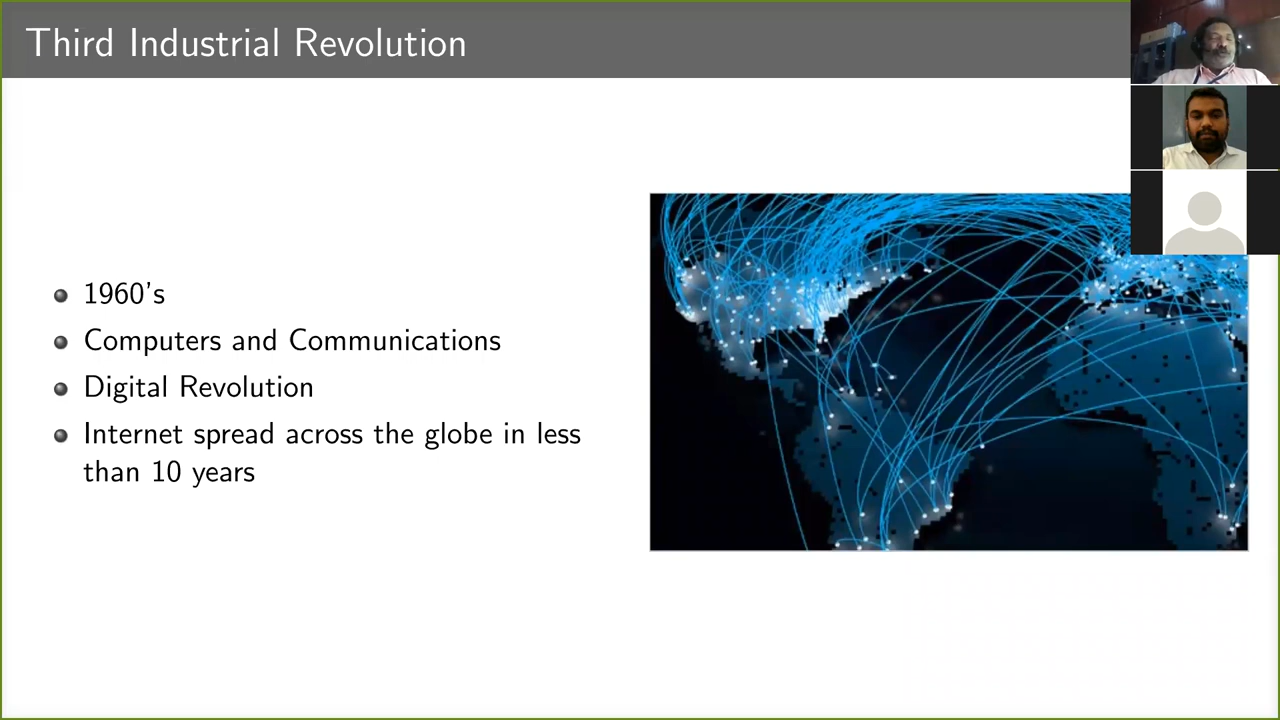 Third Industrial Revolution
1960's
Computers and Communications
Digital Revolution
Internet spread across the globe in less
than 10 years